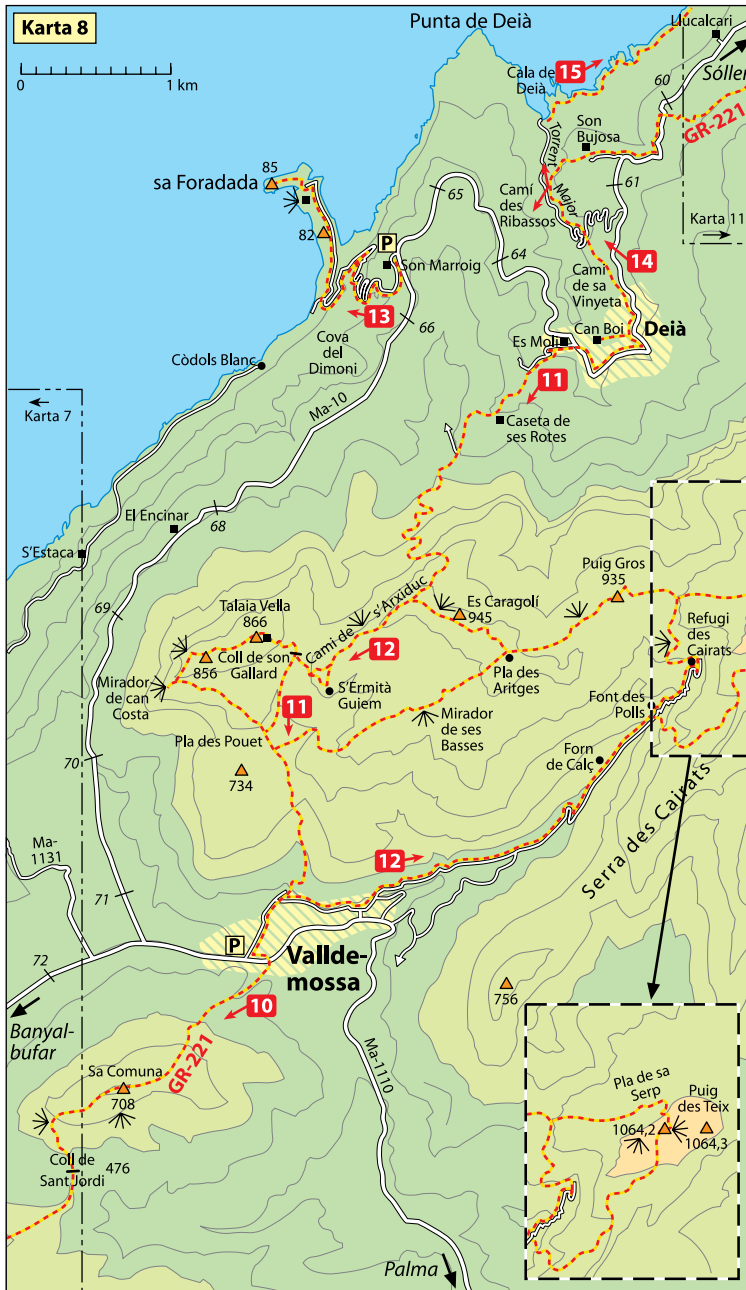 Karta 8
0
1 km
Punta de Deià
Llucalcari
15
Cala de
Deià
60
Sóller
GR-221
Son
Bujosa
Torrent Major
85
sa Foradada
Camí
des
Ribassos
61
65
Karta 11
82
P
Son Marroig
64
14
Camí
de sa
Vinyeta
13
66
Cova
del
Dimoni
Es Molí
Can Boi
Deià
Còdols Blanc
11
Karta 7
Ma-10
Caseta de
ses Rotes
El Encinar
68
S'Estaca
69
Puig Gros
935
Talaia Vella
866
Cami de s'Arxiduc
Es Caragolí
945
Refugi
des
Cairats
856
Coll de son
Gallard
12
Pla des
Aritges
Mirador
de can
Costa
S'Ermità
Guiem
Font des
Polls
11
Mirador
de ses
Basses
Pla des Pouet
Forn
de Calç
70
734
Serra des Cairats
Ma-
1131
12
71
P
Vallde-
mossa
72
756
10
Banyal-
bufar
GR-221
Ma-1110
Sa Comuna
708
Pla de sa
Serp
Puig
des Teix
1064,2
1064,3
Coll de
Sant Jordi
476
Palma